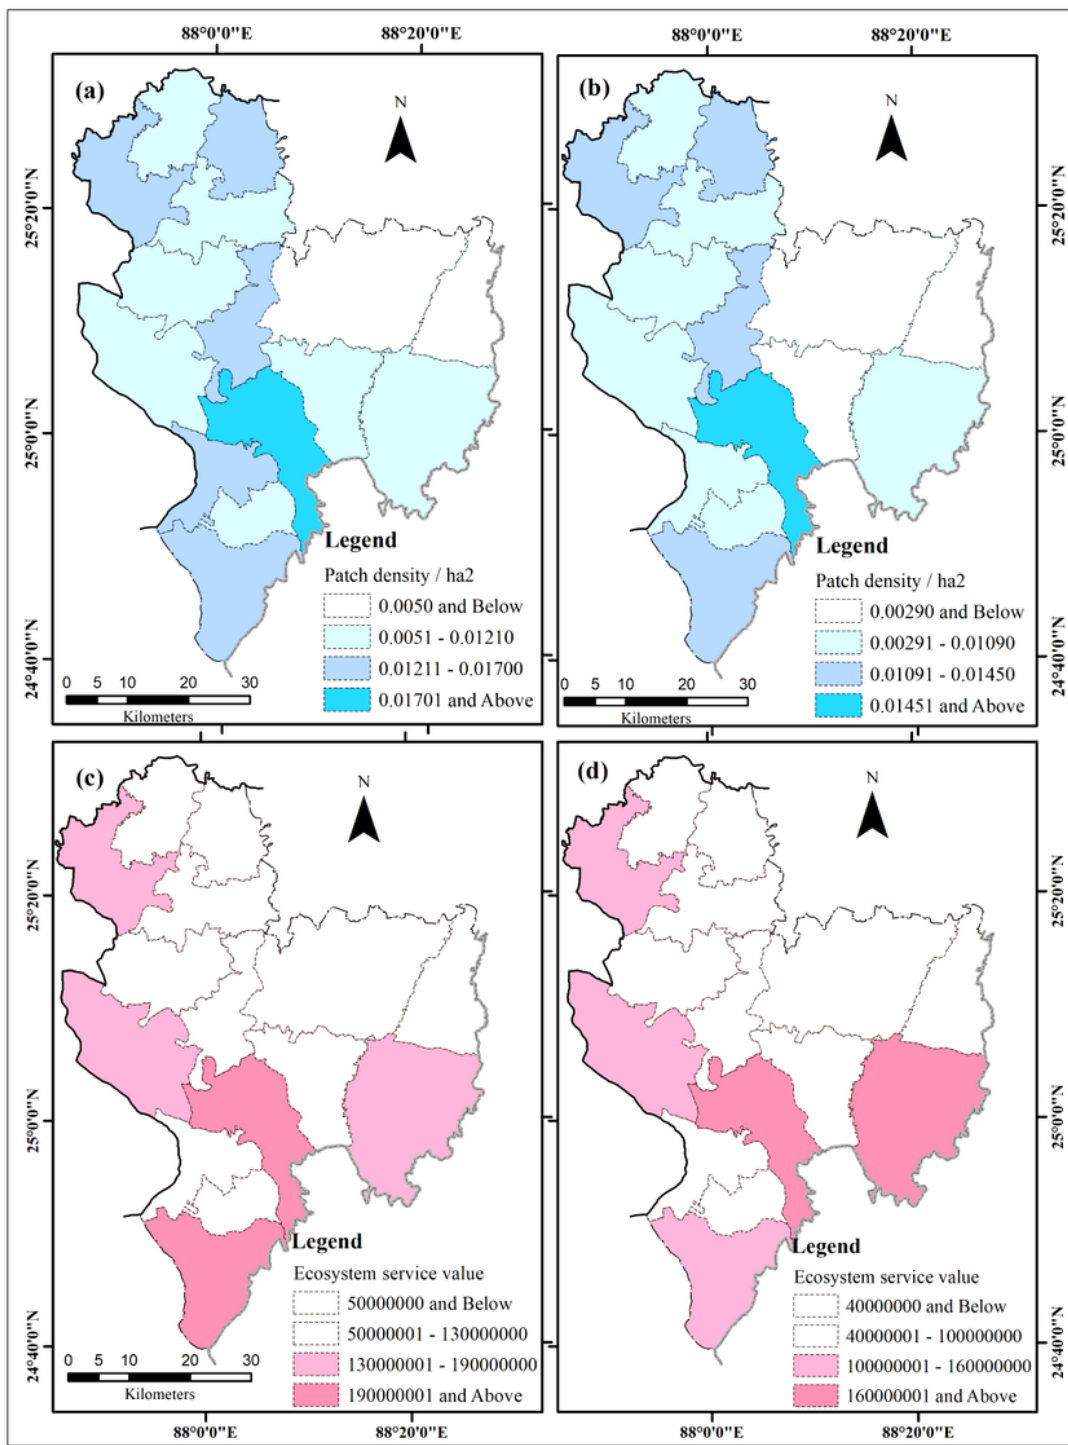 88°0'0"E 88°20'0"E 88°0'0"E 88°20'0"E
(a) N (b) N
25°20'0"N 25°20'0"N
25°0'0"N 25°0'0"N
24°40'0"N 24°40'0"N
Legend
Patch density / ha2
0.0050 and Below
0.0051 - 0.01210
0.01211 - 0.01700
0.01701 and Above
0 5 10 20 30
Kilometers
Legend
Patch density / ha2
0.00290 and Below
0.00291 - 0.01090
0.01091 - 0.01450
0.01451 and Above
0 5 10 20 30
Kilometers
(c) N (d) N
25°20'0"N 25°20'0"N
25°0'0"N 25°0'0"N
24°40'0"N 24°40'0"N
Legend
Ecosystem service value
50000000 and Below
50000001 - 130000000
130000001 - 190000000
190000001 and Above
0 5 10 20 30
Kilometers
Legend
Ecosystem service value
40000000 and Below
40000001 - 100000000
100000001 - 160000000
160000001 and Above
0 5 10 20 30
Kilometers
88°0'0"E 88°20'0"E 88°0'0"E 88°20'0"E